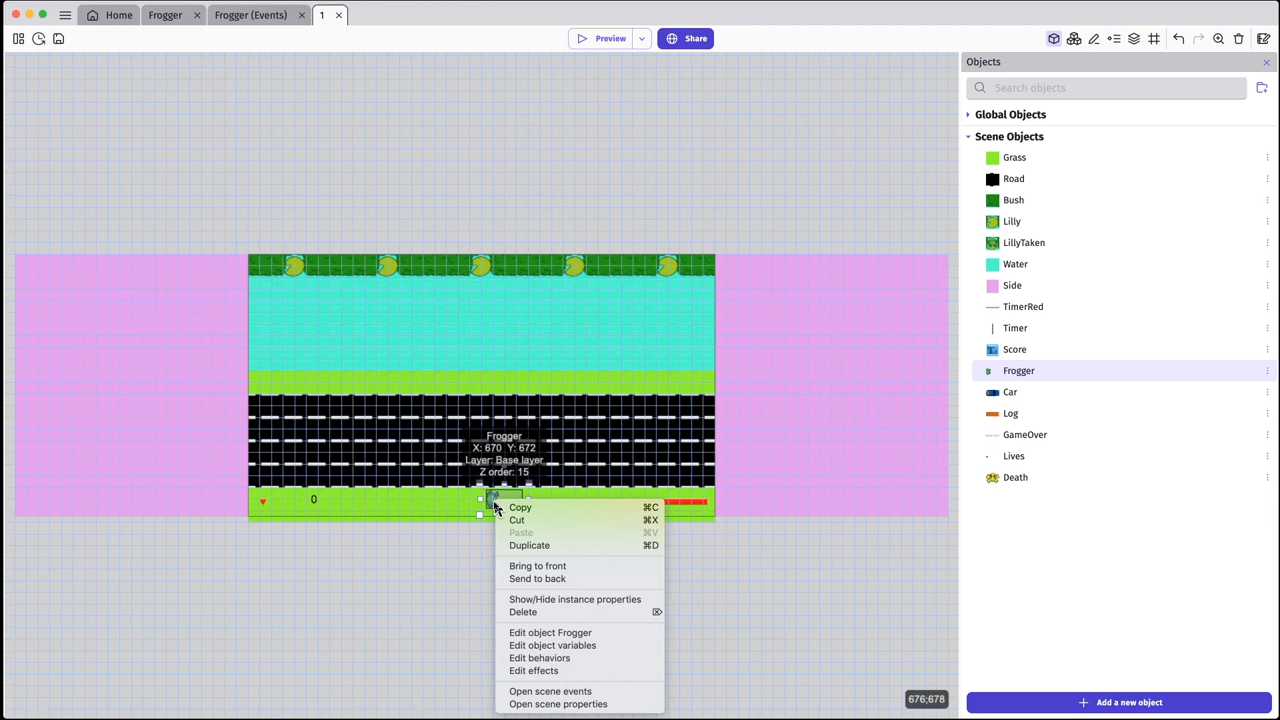 Home
Frogger
Frogger (Events)
1
Preview
Share
Objects
Search objects
Global Objects
Scene Objects
Grass
Road
Bush
Lilly
LillyTaken
Water
Side
TimerRed
Timer
Score
Frogger
Car
Log
GameOver
Lives
Death
Add a new object
Frogger
X: 670 Y: 672
Layer: Base layer
Z order: 15
0
Copy ⌘C
Cut ⌘X
Paste ⌘V
Duplicate ⌘D
Bring to front
Send to back
Show/Hide instance properties
Delete ⌦
Edit object Frogger
Edit object variables
Edit behaviors
Edit effects
Open scene events
Open scene properties
676;678